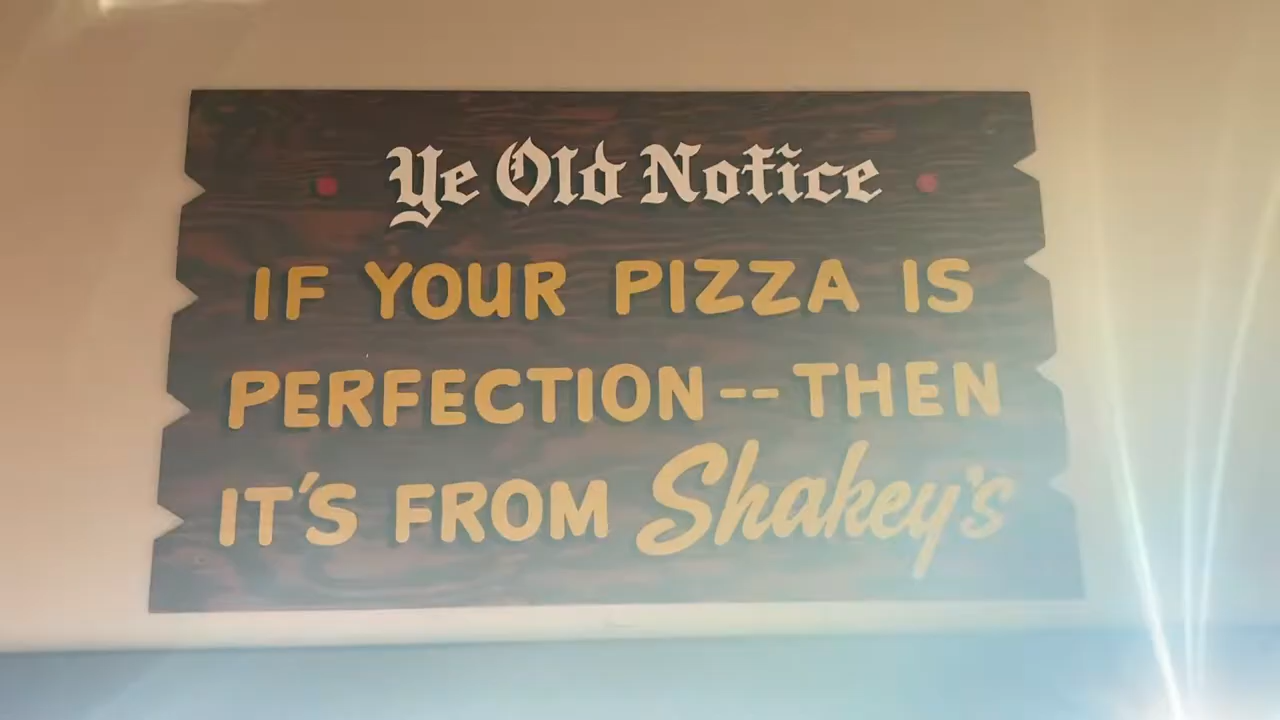 Ye Old Notice
IF YOUR PIZZA IS
PERFECTION--THEN
IT'S FROM Shakey's